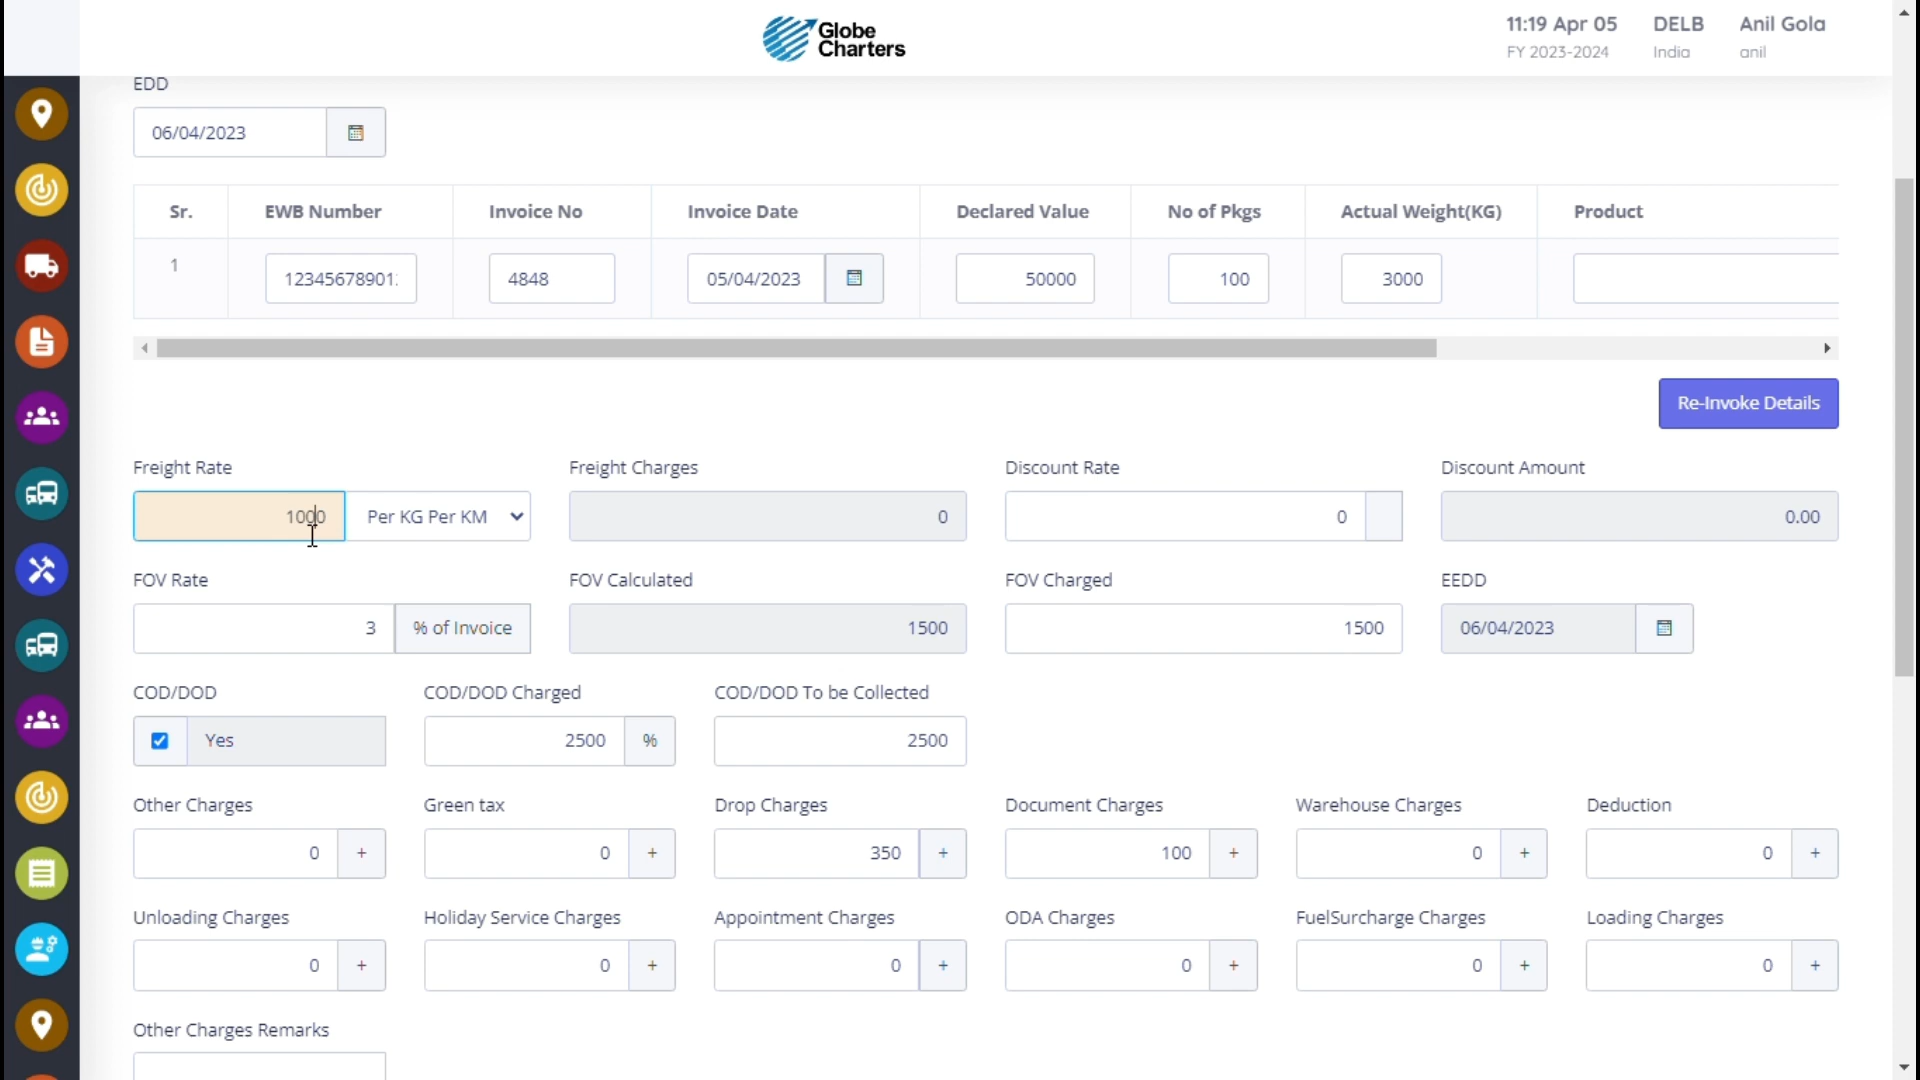 Globe
Charters
11:19 Apr 05
FY 2023-2024
DELB
India
Anil Gola
anil
EDD
06/04/2023
Sr. EWB Number Invoice No Invoice Date Declared Value No of Pkgs Actual Weight(KG) Product
1 12345678901 4848 05/04/2023 50000 100 3000
Re-Invoke Details
Freight Rate Freight Charges Discount Rate Discount Amount
1000 Per KG Per KM 0 0 0.00
FOV Rate FOV Calculated FOV Charged EEDD
3 % of Invoice 1500 1500 06/04/2023
COD/DOD COD/DOD Charged COD/DOD To be Collected
Yes 2500 % 2500
Other Charges Green tax Drop Charges Document Charges Warehouse Charges Deduction
0 + 0 + 350 + 100 + 0 + 0 +
Unloading Charges Holiday Service Charges Appointment Charges ODA Charges FuelSurcharge Charges Loading Charges
0 + 0 + 0 + 0 + 0 + 0 +
Other Charges Remarks